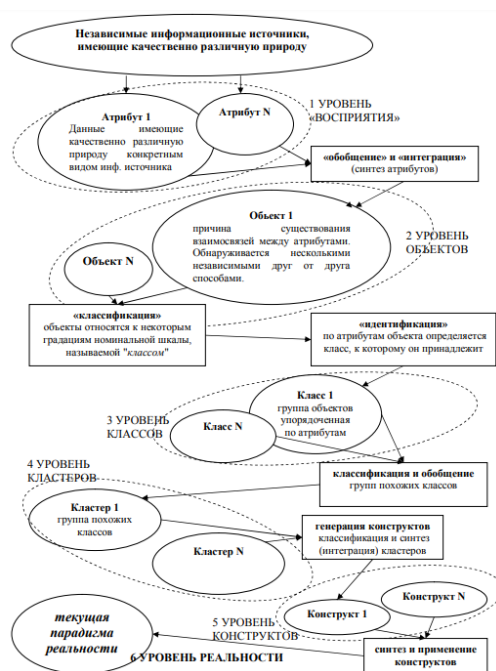 Независимые информационные источники,
имеющие качественно различную природу
Атрибут 1
Данные имеющие
качественно различную
природу конкретным
видом инф. источника
Атрибут N
1 УРОВЕНЬ
«ВОСПРИЯТИЯ»
«обобщение» и «интеграция»
(синтез атрибутов)
Объект 1
причина существования
взаимосвязей между атрибутами.
Обнаруживается несколькими
независимыми друг от друга
способами.
2 УРОВЕНЬ
ОБЪЕКТОВ
Объект N
«классификация»
объекты относятся к некоторым
градациям номинальной шкалы,
называемой "классом"
«идентификация»
по атрибутам объекта определяется
класс, к которому он принадлежит
Класс 1
группа объектов
упорядоченная
по атрибутам
3 УРОВЕНЬ
КЛАССОВ
Класс N
4 УРОВЕНЬ
КЛАСТЕРОВ
классификация и обобщение
групп похожих классов
Кластер 1
группа похожих
классов
генерация конструктов
классификация и синтез
(интеграция) кластеров
Кластер N
Конструкт N
Конструкт 1
5 УРОВЕНЬ
КОНСТРУКТОВ
текущая
парадигма
реальности
6 УРОВЕНЬ РЕАЛЬНОСТИ
синтез и применение
конструктов